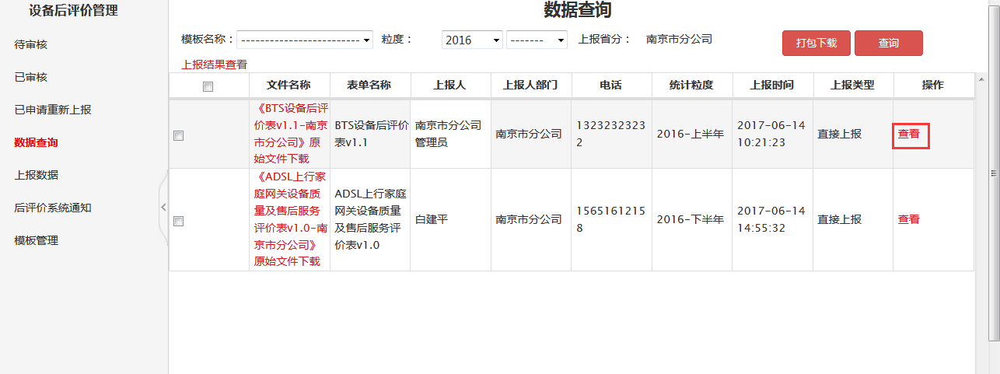 设备后评价管理
待审核
已审核
已申请重新上报
数据查询
上报数据
后评价系统通知
模板管理
数据查询
模板名称： ------------------------- 粒度： 2016 ------- 上报省分： 南京市分公司 打包下载 查询
上报结果查看
文件名称 表单名称 上报人 上报人部门 电话 统计粒度 上报时间 上报类型 操作
《BTS设备后评
价表v1.1-南京
市分公司》原
始文件下载
BTS设备后评价
表v1.1
南京市分公司
管理员
南京市分公司
1323232323
2
2016-上半年
2017-06-14
10:21:23
直接上报
查看
《ADSL上行家
庭网关设备质
量及售后服务
评价表v1.0-南
京市分公司》
原始文件下载
ADSL上行家庭
网关设备质量
及售后服务评
价表v1.0
白建平
南京市分公司
1565161215
8
2016-下半年
2017-06-14
14:55:32
直接上报
查看